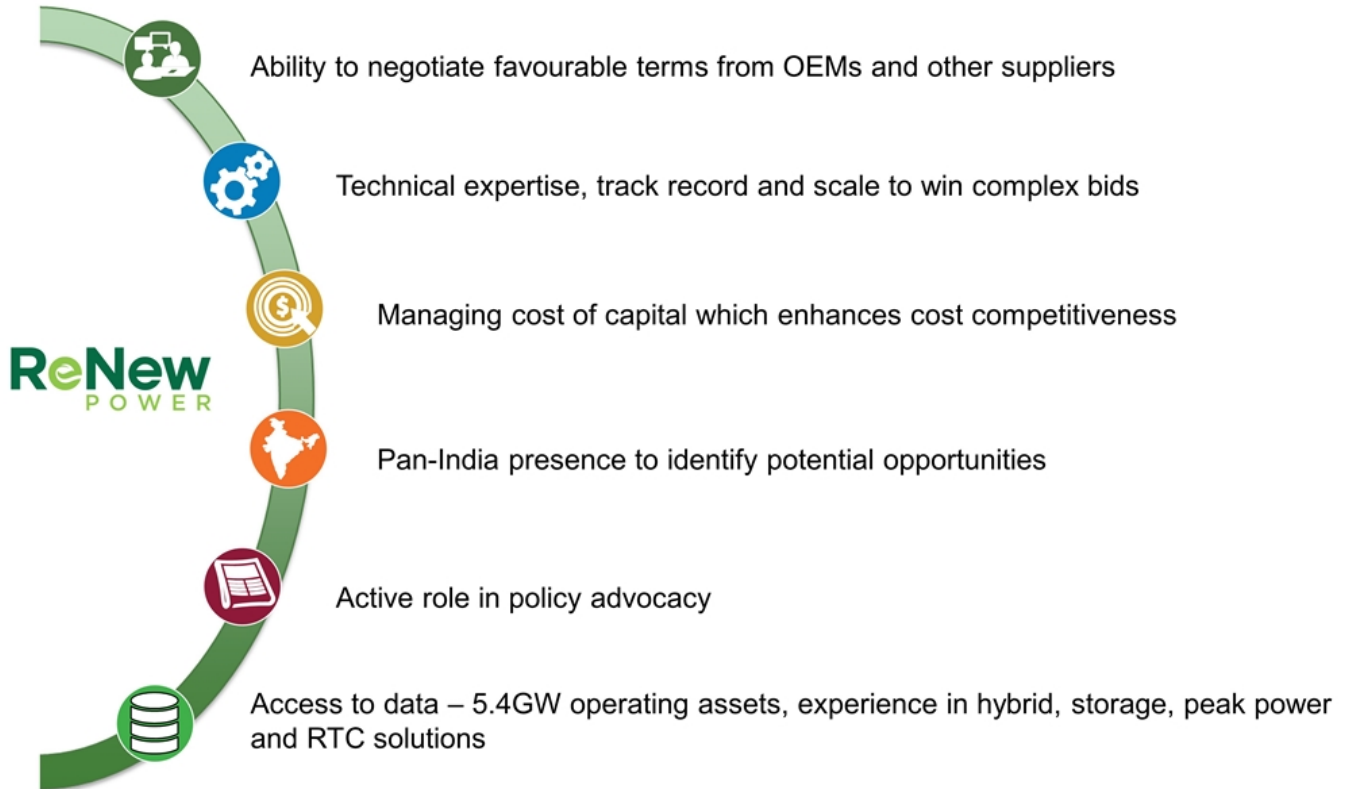 Ability to negotiate favourable terms from OEMs and other suppliers
Technical expertise, track record and scale to win complex bids
Managing cost of capital which enhances cost competitiveness
ReNew
POWER
Pan-India presence to identify potential opportunities
Active role in policy advocacy
Access to data – 5.4GW operating assets, experience in hybrid, storage, peak power
and RTC solutions